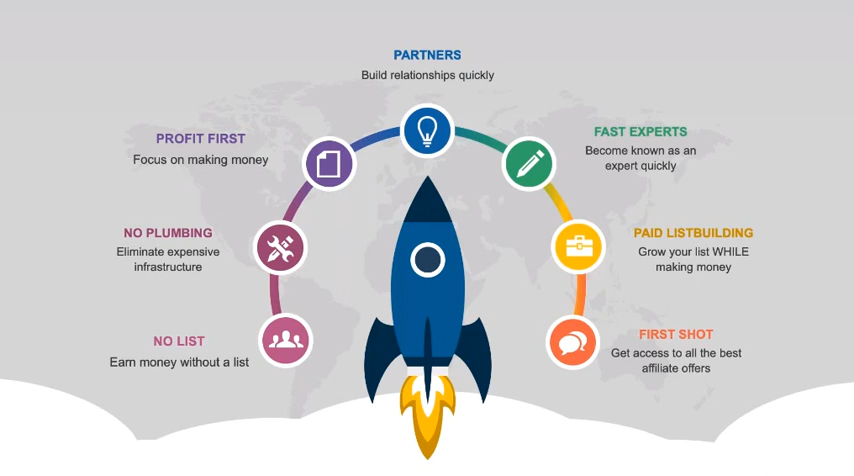 PARTNERS
Build relationships quickly
PROFIT FIRST
Focus on making money
FAST EXPERTS
Become known as an
expert quickly
NO PLUMBING
Eliminate expensive
infrastructure
PAID LISTBUILDING
Grow your list WHILE
making money
NO LIST
Earn money without a list
FIRST SHOT
Get access to all the best
affiliate offers